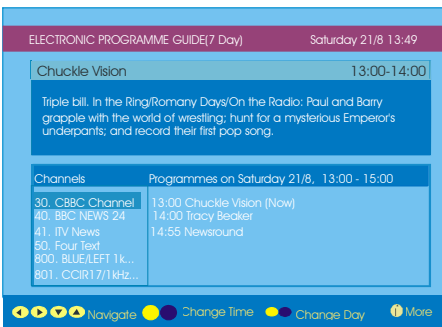 ELECTRONIC PROGRAMME GUIDE(7 Day) Saturday 21/8 13:49
Chuckle Vision 13:00-14:00
Triple bill. In the Ring/Romany Days/On the Radio: Paul and Barry
grapple with the world of wrestling; hunt for a mysterious Emperor's
underpants; and record their first pop song.
Channels Programmes on Saturday 21/8, 13:00 - 15:00
30. CBBC Channel 13:00 Chuckle Vision (Now)
40. BBC NEWS 24 14:00 Tracy Beaker
41. ITV News 14:55 Newsround
50. Four Text
800. BLUE/LEFT 1k...
801. CCIR17/1kHz...
Navigate Change Time Change Day i More